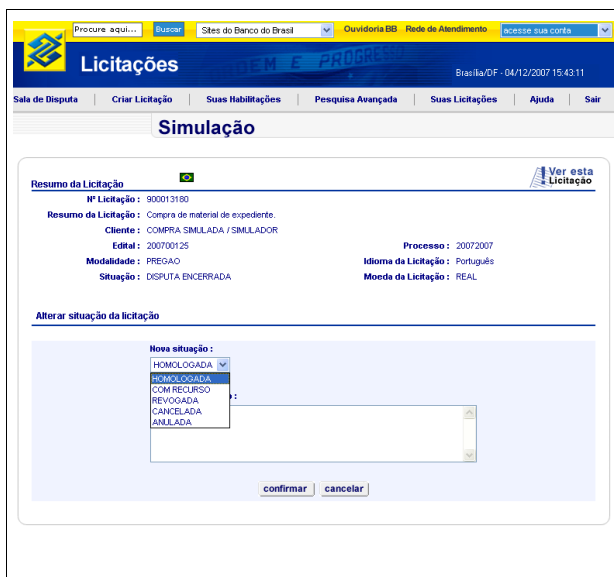 Procure aqui... Buscar Sites do Banco do Brasil Ouvidoria BB Rede de Atendimento acesse sua conta
Licitações
ORDEM E PROGRESSO
Brasília/DF - 04/12/2007 15:43:11
Sala de Disputa | Criar Licitação | Suas Habilitações | Pesquisa Avançada | Suas Licitações | Ajuda | Sair
Simulação
Resumo da Licitação
! Ver esta Licitação
Nº Licitação : 900013180
Resumo da Licitação : Compra de material de expediente.
Cliente : COMPRA SIMULADA / SIMULADOR
Edital : 200700125 Processo : 20072007
Modalidade : PREGAO Idioma da Licitação : Português
Situação : DISPUTA ENCERRADA Moeda da Licitação : REAL
Alterar situação da licitação
Nova situação :
HOMOLOGADA
HOMOLOGADA
COM RECURSO
REVOGADA
CANCELADA
ANULADA
confirmar cancelar